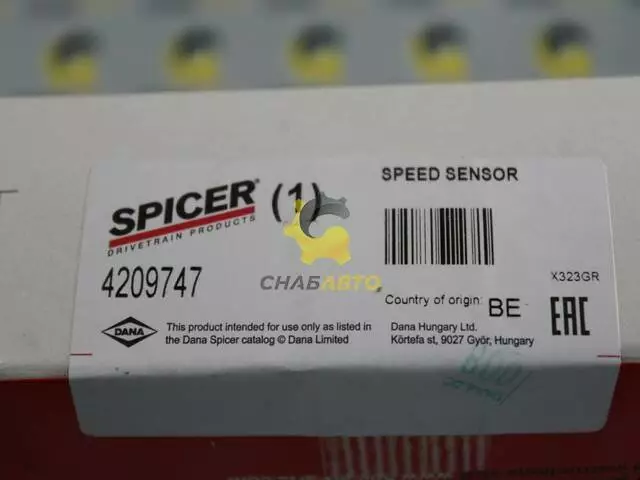 SPICER® (1)
DRIVETRAIN PRODUCTS
4209747
SPEED SENSOR
X323GR
Country of origin: BE
EAC
DANA
This product intended for use only as listed in
the Dana Spicer catalog © Dana Limited
Dana Hungary Ltd.
Körtefa st, 9027 Győr, Hungary
СНАБАВТО